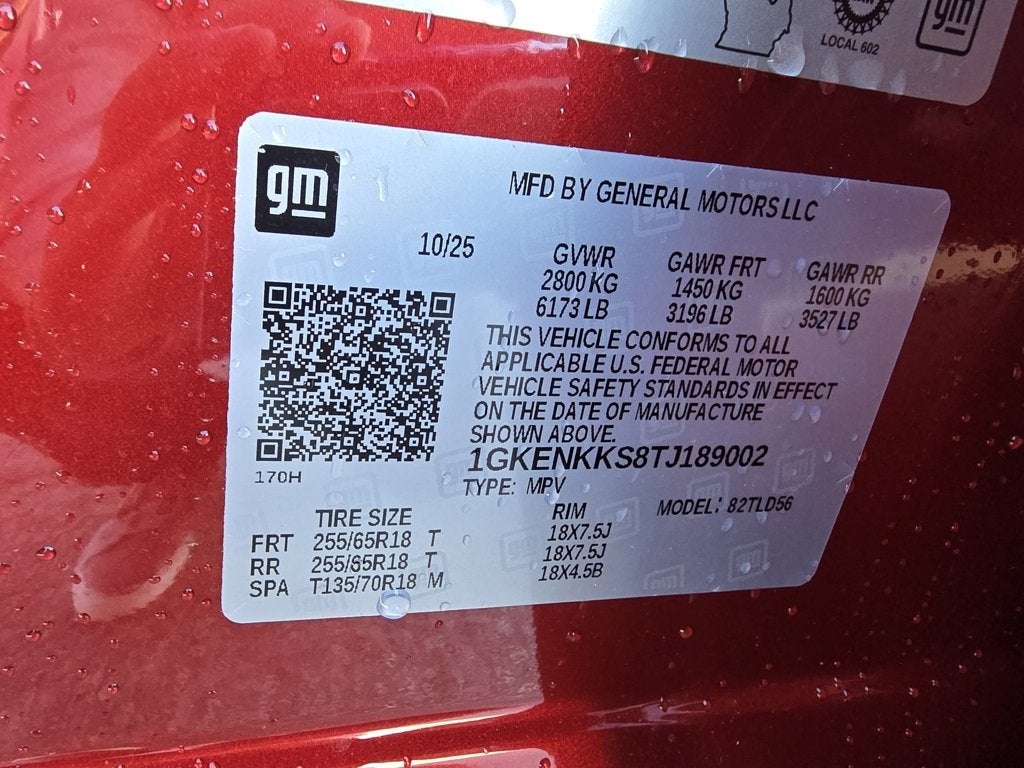 LOCAL 602
gm
gm
MFD BY GENERAL MOTORS LLC
10/25
GVWR GAWR FRT GAWR RR
2800 KG 1450 KG 1600 KG
6173 LB 3196 LB 3527 LB
THIS VEHICLE CONFORMS TO ALL
APPLICABLE U.S. FEDERAL MOTOR
VEHICLE SAFETY STANDARDS IN EFFECT
ON THE DATE OF MANUFACTURE
SHOWN ABOVE.
1GKENKKS8TJ189002
170H
TYPE: MPV MODEL: 82TLD56
TIRE SIZE RIM
FRT 255/65R18 T 18X7.5J
RR 255/65R18 T 18X7.5J
SPA T135/70R18 M 18X4.5B